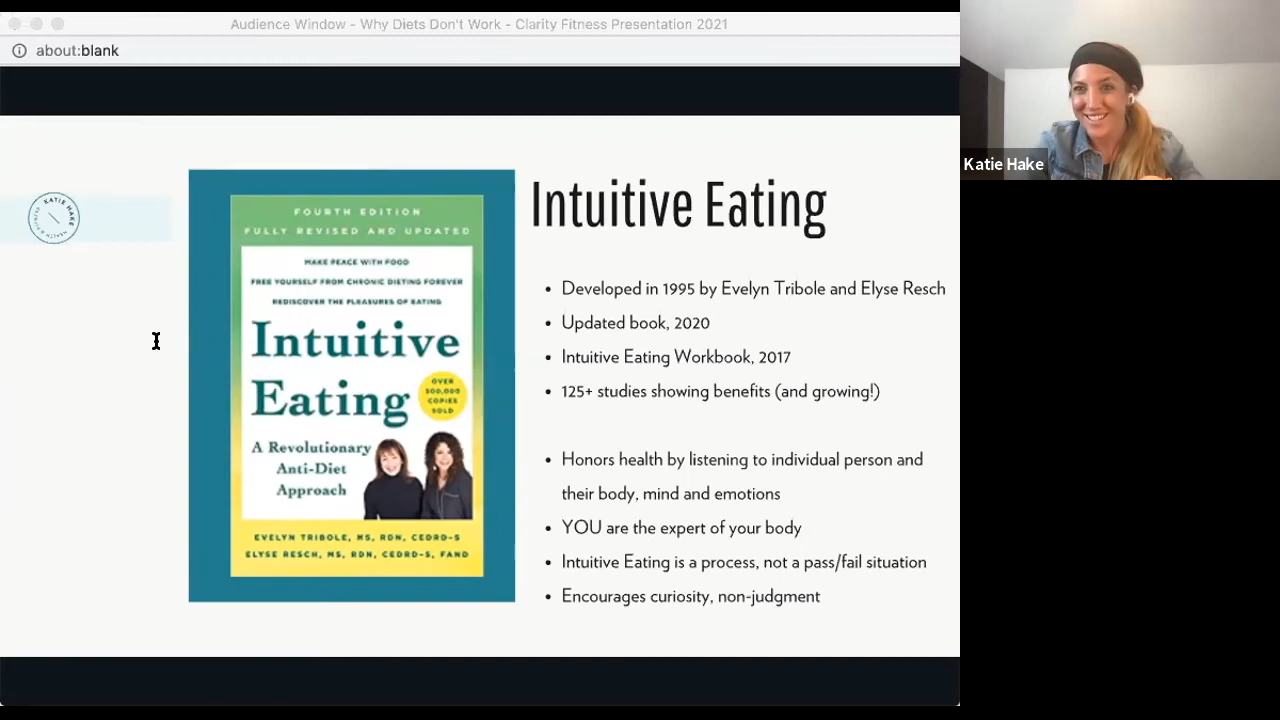 Audience Window - Why Diets Don't Work - Clarity Fitness Presentation 2021
about:blank
Katie Hake
KATIE HAKE
HEALTH & FITNESS
FOURTH EDITION
FULLY REVISED AND UPDATED
MAKE PEACE WITH FOOD
FREE YOURSELF FROM CHRONIC DIETING FOREVER
REDISCOVER THE PLEASURES OF EATING
Intuitive
Eating
OVER
500,000
COPIES
SOLD
A Revolutionary
Anti-Diet
Approach
EVELYN TRIBOLE, MS, RDN, CEDRD-S
ELYSE RESCH, MS, RDN, CEDRD-S, FAND
Intuitive Eating
• Developed in 1995 by Evelyn Tribole and Elyse Resch
• Updated book, 2020
• Intuitive Eating Workbook, 2017
• 125+ studies showing benefits (and growing!)
• Honors health by listening to individual person and
their body, mind and emotions
• YOU are the expert of your body
• Intuitive Eating is a process, not a pass/fail situation
• Encourages curiosity, non-judgment